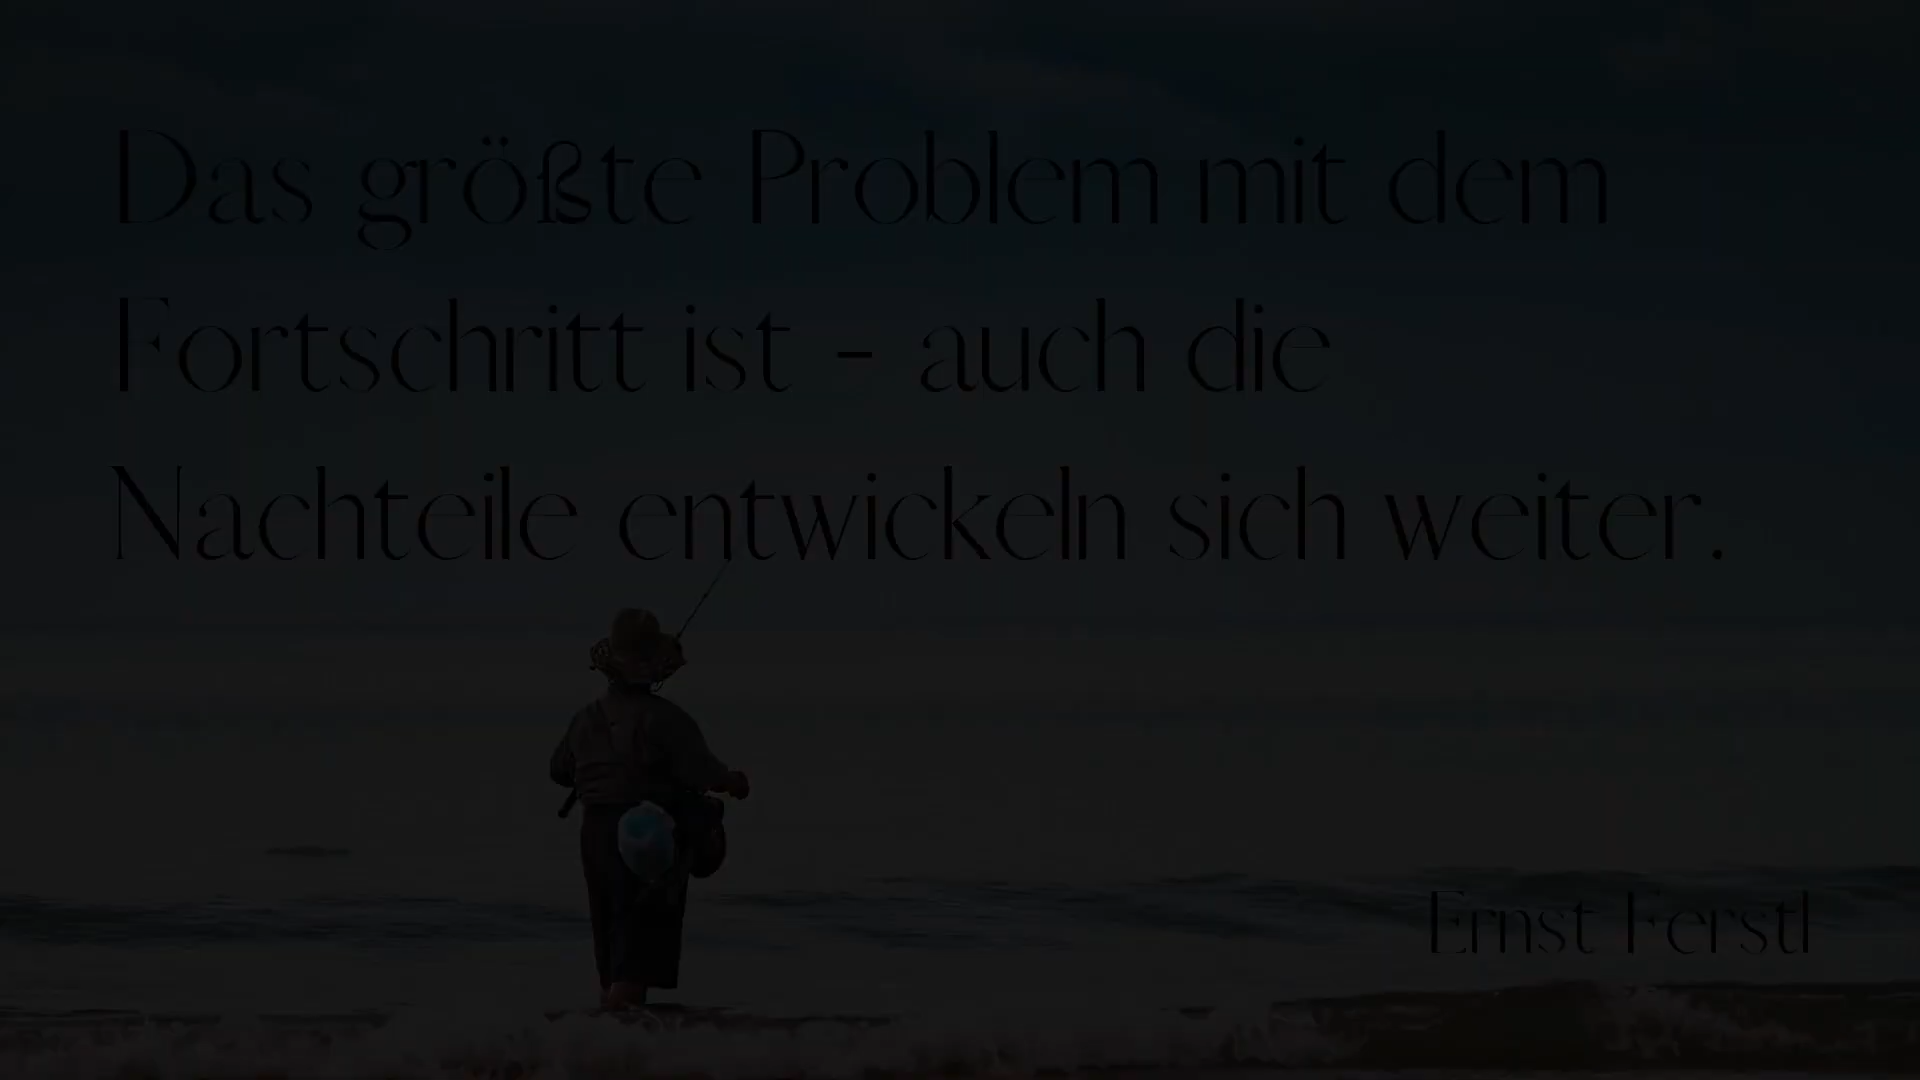 Das größte Problem mit dem
Fortschritt ist - auch die
Nachteile entwickeln sich weiter.
Ernst Ferstl